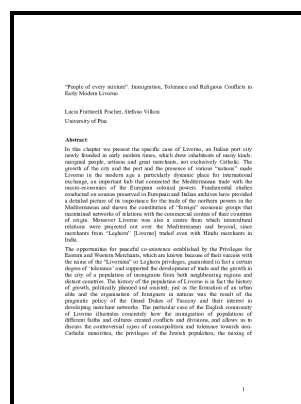 “People of every mixture”. Immigration, Tolerance and Religious Conflicts in
Early Modern Livorno
Lucia Frattarelli Fischer, Stefano Villani
University of Pisa
Abstract:
In this chapter we present the specific case of Livorno, an Italian port city
newly founded in early modern times, which drew inhabitants of many kinds:
marginal people, artisans and great merchants, not exclusively Catholic. The
growth of the city and the port and the presence of various “nations” made
Livorno in the modern age a particularly dynamic place for international
exchange, an important hub that connected the Mediterranean trade with the
macro-economies of the European colonial powers. Fundamental studies
conducted on sources preserved in European and Italian archives have provided
a detailed picture of its importance for the trade of the northern powers in the
Mediterranean and shown the constitution of “foreign” economic groups that
maintained networks of relations with the commercial centres of their countries
of origin. Moreover Livorno was also a centre from which intercultural
relations were projected out over the Mediterranean and beyond, since
merchants from “Leghorn” [Livorno] traded even with Hindu merchants in
India.
The opportunities for peaceful co-existence established by the Privileges for
Eastern and Western Merchants, which are known because of their success with
the name of the “Livornina” or Leghorn privileges, guaranteed in fact a certain
degree of ‘tolerance’ and supported the development of trade and the growth in
the city of a population of immigrants from both neighbouring regions and
distant countries. The history of the population of Livorno is in fact the history
of growth, politically planned and assisted; just as the formation of an urban
elite and the organisation of foreigners in nations was the result of the
pragmatic policy of the Grand Dukes of Tuscany and their interest in
developing merchant networks. The particular case of the English community
of Livorno illustrates concretely how the immigration of populations of
different faiths and cultures created conflicts and divisions, and allows us to
discuss the controversial topos of cosmopolitism and tolerance towards non-
Catholic minorities, the privileges of the Jewish population, the mixing of
1